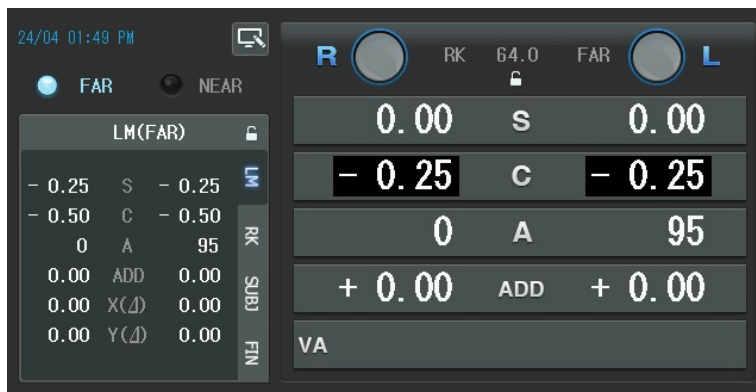 24/04 01:49 PM
FAR NEAR
LM(FAR)
- 0.25 S - 0.25
- 0.50 C - 0.50
0 A 95
0.00 ADD 0.00
0.00 X(Δ) 0.00
0.00 Y(Δ) 0.00
LM
RK
SUBJ
FIN
R RK 64.0 FAR L
0.00 S 0.00
- 0.25 C - 0.25
0 A 95
+ 0.00 ADD + 0.00
VA